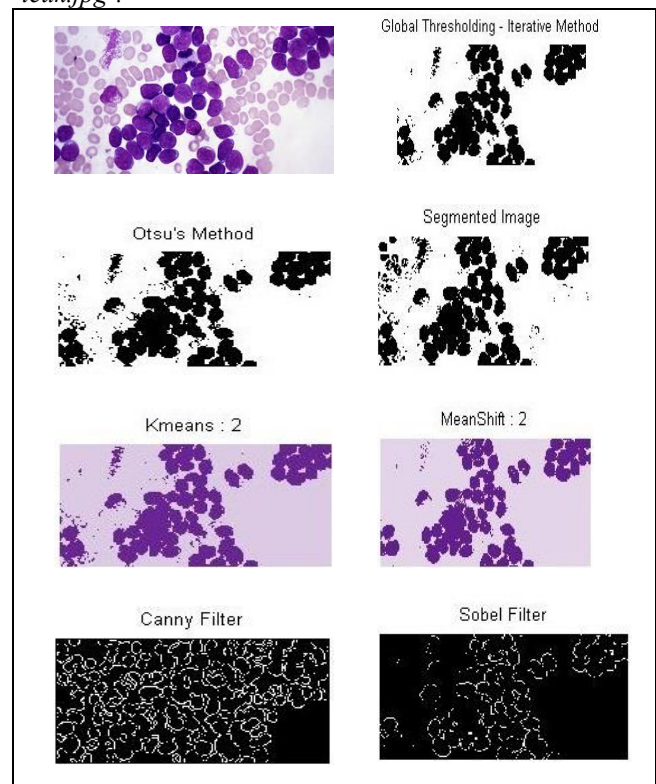 Global Thresholding - Iterative Method
Otsu's Method
Segmented Image
Kmeans : 2
MeanShift : 2
Canny Filter
Sobel Filter